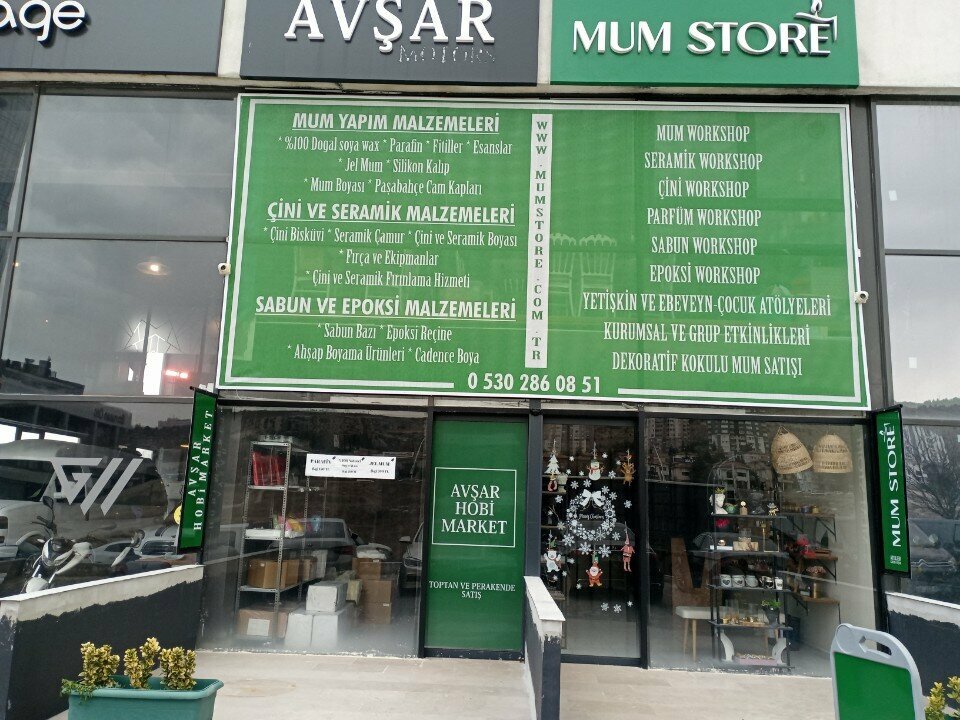 age
AVŞAR
MOTORS
MUM STORE
MUM YAPIM MALZEMELERİ
* %100 Doğal soya wax * Parafin * Fitiller * Esanslar
* Jel Mum * Silikon Kalıp
* Mum Boyası * Paşabahçe Cam Kapları
ÇİNİ VE SERAMİK MALZEMELERİ
* Çini Bisküvi * Seramik Çamur * Çini ve Seramik Boyası
* Fırça ve Ekipmanlar
* Çini ve Seramik Fırınlama Hizmeti
SABUN VE EPOKSİ MALZEMELERİ
* Sabun Bazı * Epoksi Reçine
* Ahşap Boyama Ürünleri * Cadence Boya
WWW.MUMSTORE.COM.TR
MUM WORKSHOP
SERAMİK WORKSHOP
ÇİNİ WORKSHOP
PARFÜM WORKSHOP
SABUN WORKSHOP
EPOKSİ WORKSHOP
YETİŞKİN VE EBEVEYN-ÇOCUK ATÖLYELERİ
KURUMSAL VE GRUP ETKİNLİKLERİ
DEKORATİF KOKULU MUM SATIŞI
0 530 286 08 51
AVŞAR
HOBİ MARKET
PARAFİN
JEL MUM
AVŞAR
HOBİ
MARKET
TOPTAN VE PERAKENDE
SATIŞ
MUM STORE